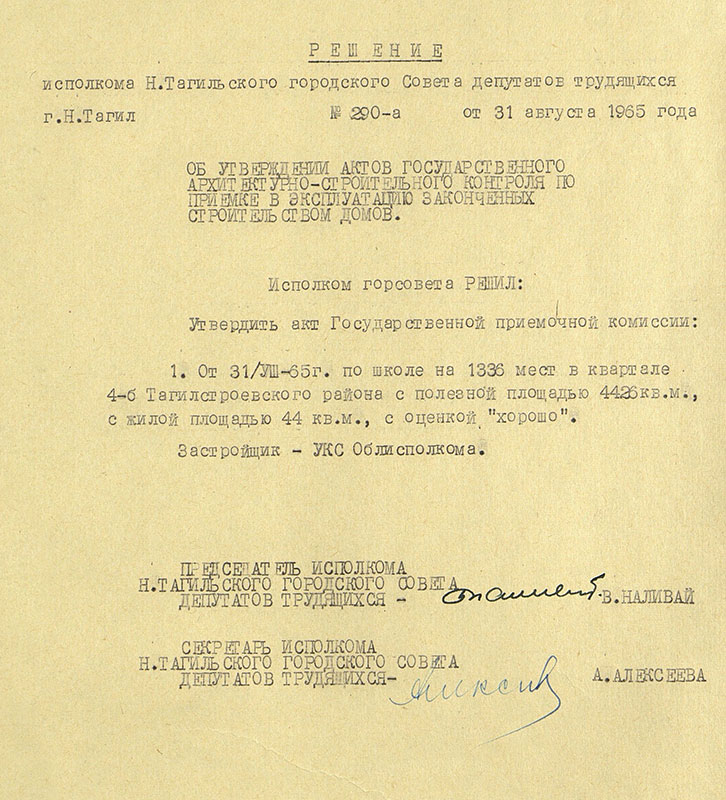 Р Е Ш Е Н И Е
исполкома Н.Тагильского городского Совета депутатов трудящихся
г.Н.Тагил № 290-а от 31 августа 1965 года
ОБ УТВЕРЖДЕНИИ АКТОВ ГОСУДАРСТВЕННОГО
АРХИТЕКТУРНО-СТРОИТЕЛЬНОГО КОНТРОЛЯ ПО
ПРИЕМКЕ В ЭКСПЛУАТАЦИЮ ЗАКОНЧЕННЫХ
СТРОИТЕЛЬСТВОМ ДОМОВ.
Исполком горсовета РЕШИЛ:
Утвердить акт Государственной приемочной комиссии:
1. От 31/УШ-65г. по школе на 1336 мест в квартале
4-б Тагилстроевского района с полезной площадью 4426кв.м.,
с жилой площадью 44 кв.м., с оценкой "хорошо".
Застройщик - УКС Облисполкома.
ПРЕДСЕДАТЕЛЬ ИСПОЛКОМА
Н.ТАГИЛЬСКОГО ГОРОДСКОГО СОВЕТА
ДЕПУТАТОВ ТРУДЯЩИХСЯ - В.НАЛИВАЙ
СЕКРЕТАРЬ ИСПОЛКОМА
Н.ТАГИЛЬСКОГО ГОРОДСКОГО СОВЕТА
ДЕПУТАТОВ ТРУДЯЩИХСЯ- А.АЛЕКСЕЕВА